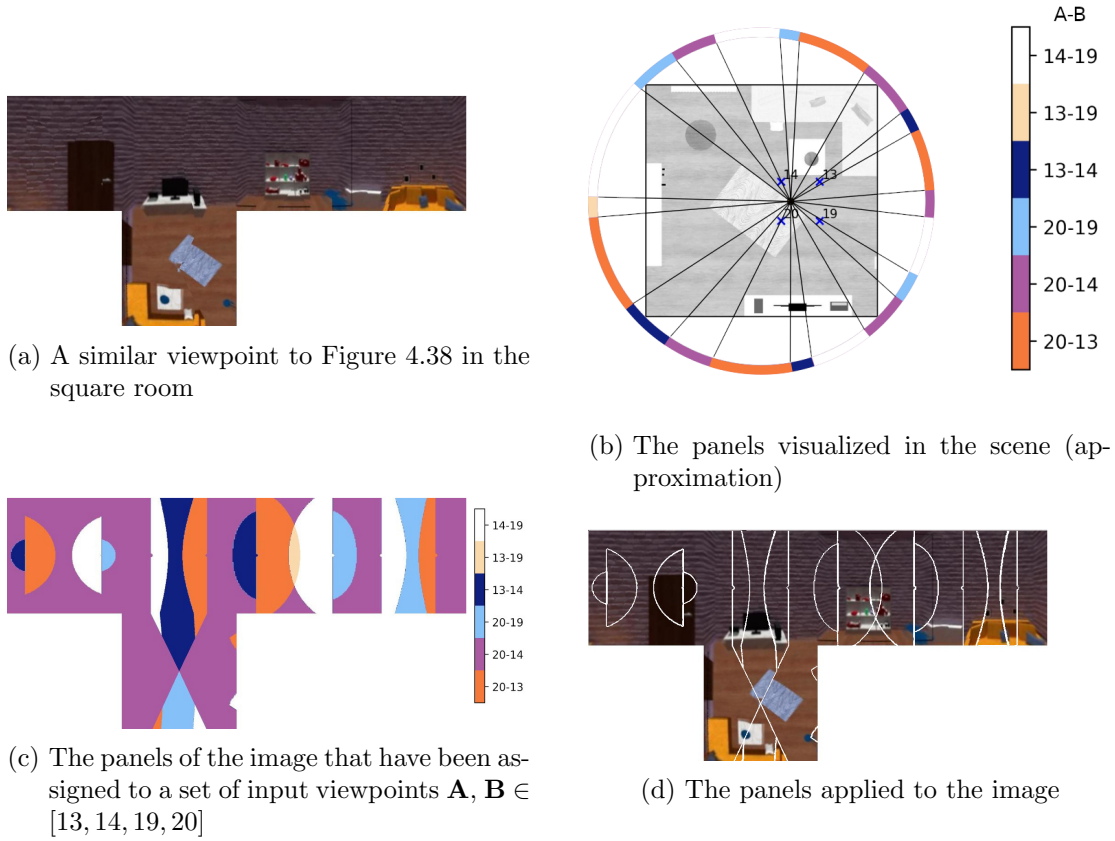 A-B
14-19
13-19
13-14
20-19
20-14
20-13
14
13
20
19
(a) A similar viewpoint to Figure 4.38 in the
square room
(b) The panels visualized in the scene (ap-
proximation)
14-19
13-19
13-14
20-19
20-14
20-13
(c) The panels of the image that have been as-
signed to a set of input viewpoints A, B ∈
[13, 14, 19, 20]
(d) The panels applied to the image